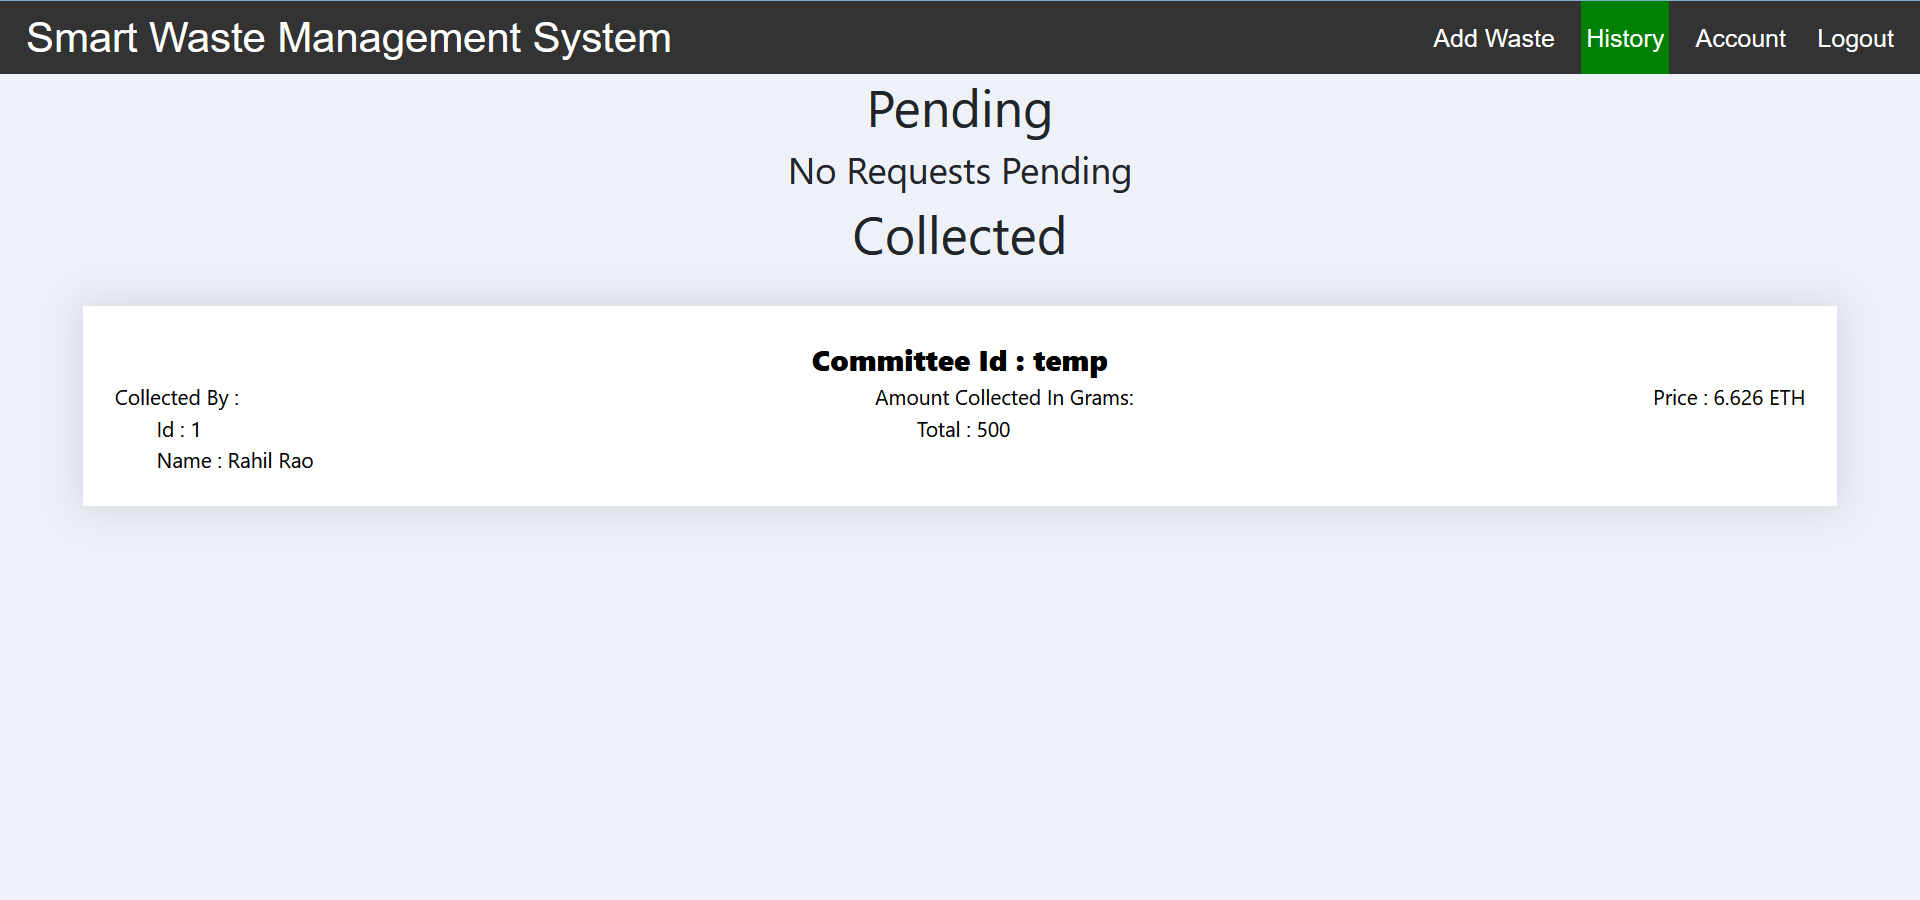 Smart Waste Management System
Add Waste
History
Account
Logout
Pending
No Requests Pending
Collected
Committee Id : temp
Collected By :
Id : 1
Name : Rahil Rao
Amount Collected In Grams:
Total : 500
Price : 6.626 ETH